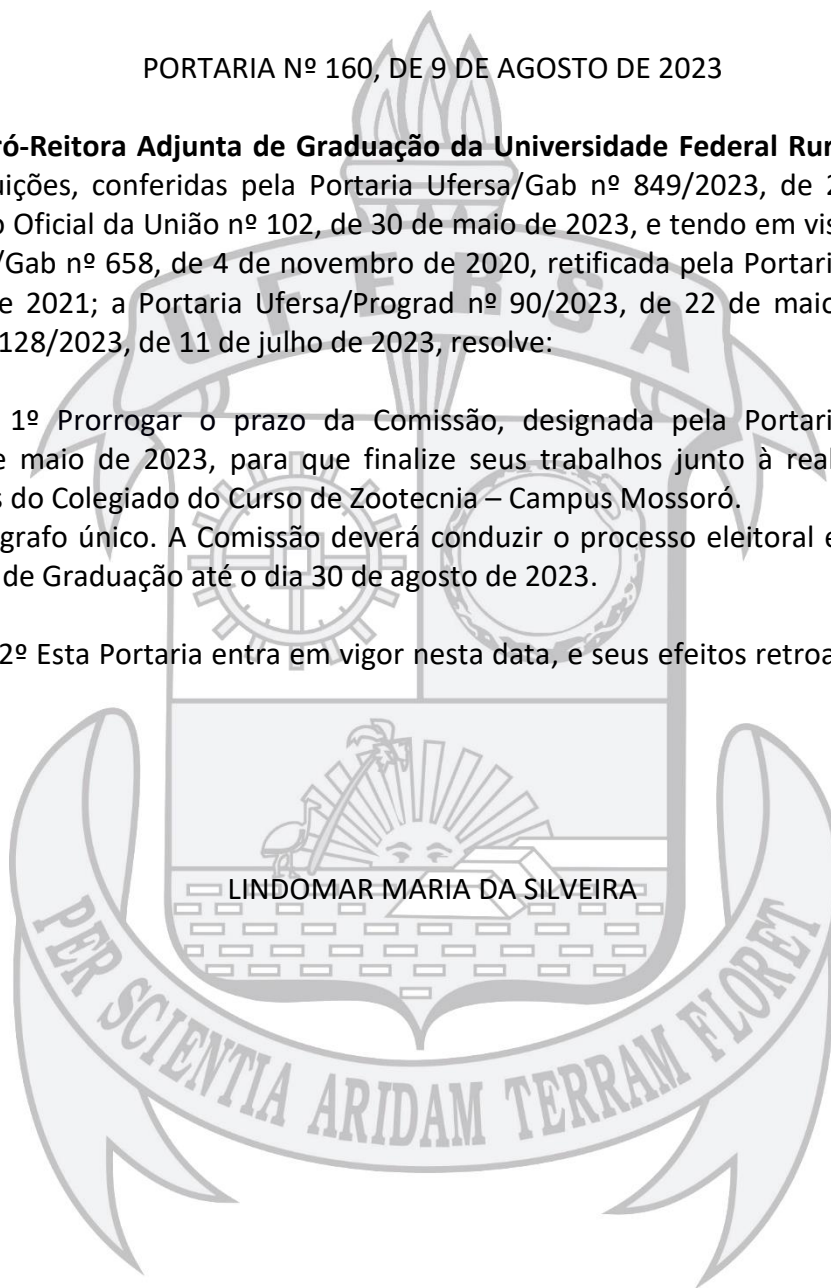 PORTARIA Nº 160, DE 9 DE AGOSTO DE 2023
ró-Reitora Adjunta de Graduação da Universidade Federal Rur
uições, conferidas pela Portaria Ufersa/Gab nº 849/2023, de 2
o Oficial da União nº 102, de 30 de maio de 2023, e tendo em vis
/Gab nº 658, de 4 de novembro de 2020, retificada pela Portari
e 2021; a Portaria Ufersa/Prograd nº 90/2023, de 22 de maio
128/2023, de 11 de julho de 2023, resolve:
1º Prorrogar o prazo da Comissão, designada pela Portari
e maio de 2023, para que finalize seus trabalhos junto à real
s do Colegiado do Curso de Zootecnia – Campus Mossoró.
grafo único. A Comissão deverá conduzir o processo eleitoral e
de Graduação até o dia 30 de agosto de 2023.
2º Esta Portaria entra em vigor nesta data, e seus efeitos retroa
LINDOMAR MARIA DA SILVEIRA
UFERSA
PER SCIENTIA ARIDAM TERRAM FLORET